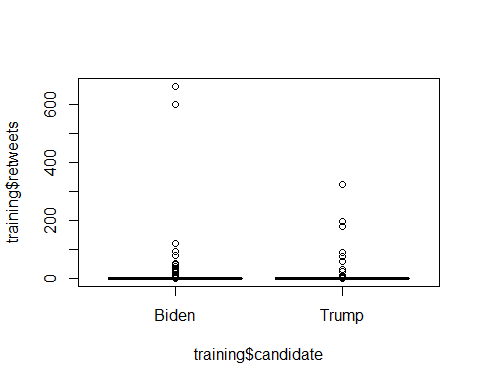 training$retweets
600
400
200
0
Biden
Trump
training$candidate